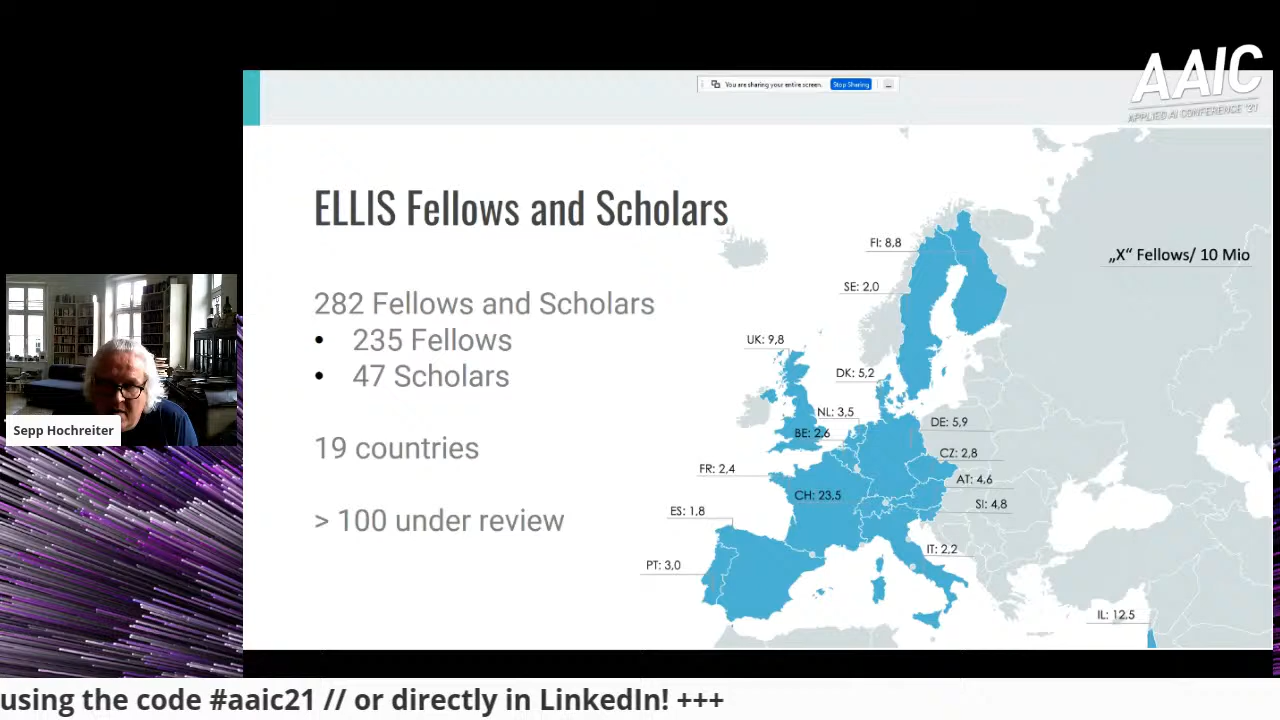 AAIC
APPLIED AI CONFERENCE '21
You are sharing your entire screen. Stop Sharing
ELLIS Fellows and Scholars
282 Fellows and Scholars
• 235 Fellows
• 47 Scholars
19 countries
> 100 under review
„X“ Fellows/ 10 Mio
FI: 8,8
SE: 2,0
UK: 9,8
DK: 5,2
NL: 3,5
BE: 2,6
DE: 5,9
CZ: 2,8
FR: 2,4
AT: 4,6
CH: 23,5
SI: 4,8
ES: 1,8
IT: 2,2
PT: 3,0
IL: 12,5
Sepp Hochreiter
using the code #aaic21 // or directly in LinkedIn! +++